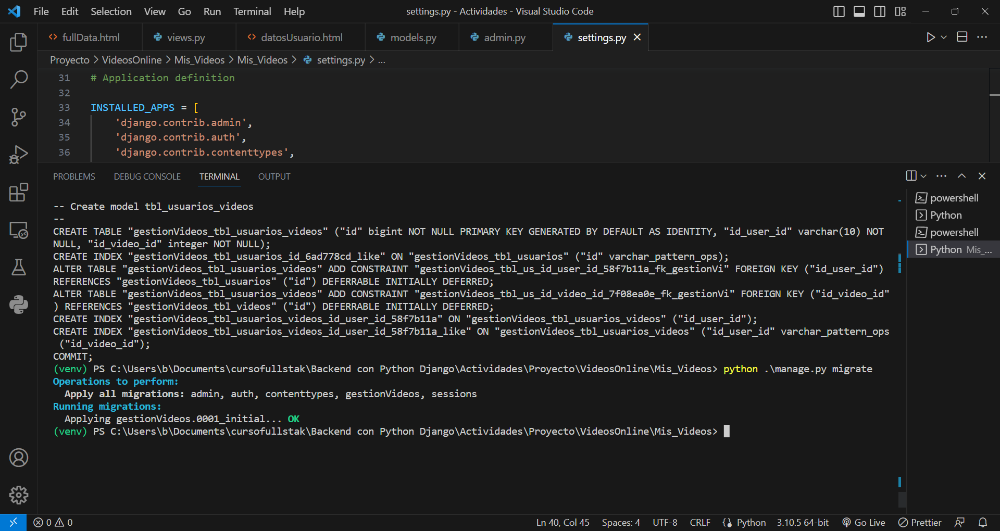 File Edit Selection View Go Run Terminal Help
settings.py - Actividades - Visual Studio Code
fullData.html views.py datosUsuario.html models.py admin.py settings.py
Proyecto > VideosOnline > Mis_Videos > Mis_Videos > settings.py > ...
31 # Application definition
32
33 INSTALLED_APPS = [
34 'django.contrib.admin',
35 'django.contrib.auth',
36 'django.contrib.contenttypes',
PROBLEMS DEBUG CONSOLE TERMINAL OUTPUT
powershell
Python
powershell
Python Mis_...
-- Create model tbl_usuarios_videos
--
CREATE TABLE "gestionVideos_tbl_usuarios_videos" ("id" bigint NOT NULL PRIMARY KEY GENERATED BY DEFAULT AS IDENTITY, "id_user_id" varchar(10) NOT
NULL, "id_video_id" integer NOT NULL);
CREATE INDEX "gestionVideos_tbl_usuarios_id_6ad778cd_like" ON "gestionVideos_tbl_usuarios" ("id" varchar_pattern_ops);
ALTER TABLE "gestionVideos_tbl_usuarios_videos" ADD CONSTRAINT "gestionVideos_tbl_us_id_user_id_58f7b11a_fk_gestionVi" FOREIGN KEY ("id_user_id")
REFERENCES "gestionVideos_tbl_usuarios" ("id") DEFERRABLE INITIALLY DEFERRED;
ALTER TABLE "gestionVideos_tbl_usuarios_videos" ADD CONSTRAINT "gestionVideos_tbl_us_id_video_id_7f08ea0e_fk_gestionVi" FOREIGN KEY ("id_video_id"
) REFERENCES "gestionVideos_tbl_videos" ("id") DEFERRABLE INITIALLY DEFERRED;
CREATE INDEX "gestionVideos_tbl_usuarios_videos_id_user_id_58f7b11a" ON "gestionVideos_tbl_usuarios_videos" ("id_user_id");
CREATE INDEX "gestionVideos_tbl_usuarios_videos_id_user_id_58f7b11a_like" ON "gestionVideos_tbl_usuarios_videos" ("id_user_id" varchar_pattern_ops
("id_video_id");
COMMIT;
(venv) PS C:\Users\b\Documents\cursofullstak\Backend con Python Django\Actividades\Proyecto\VideosOnline\Mis_Videos> python .\manage.py migrate
Operations to perform:
Apply all migrations: admin, auth, contenttypes, gestionVideos, sessions
Running migrations:
Applying gestionVideos.0001_initial... OK
(venv) PS C:\Users\b\Documents\cursofullstak\Backend con Python Django\Actividades\Proyecto\VideosOnline\Mis_Videos>
0 0 Ln 40, Col 45 Spaces: 4 UTF-8 CRLF Python 3.10.5 64-bit Go Live Prettier